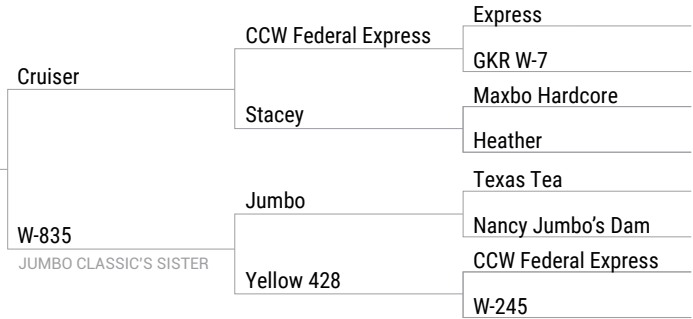 Express
CCW Federal Express
GKR W-7
Cruiser
Maxbo Hardcore
Stacey
Heather
Texas Tea
Jumbo
Nancy Jumbo's Dam
W-835
JUMBO CLASSIC'S SISTER
CCW Federal Express
Yellow 428
W-245